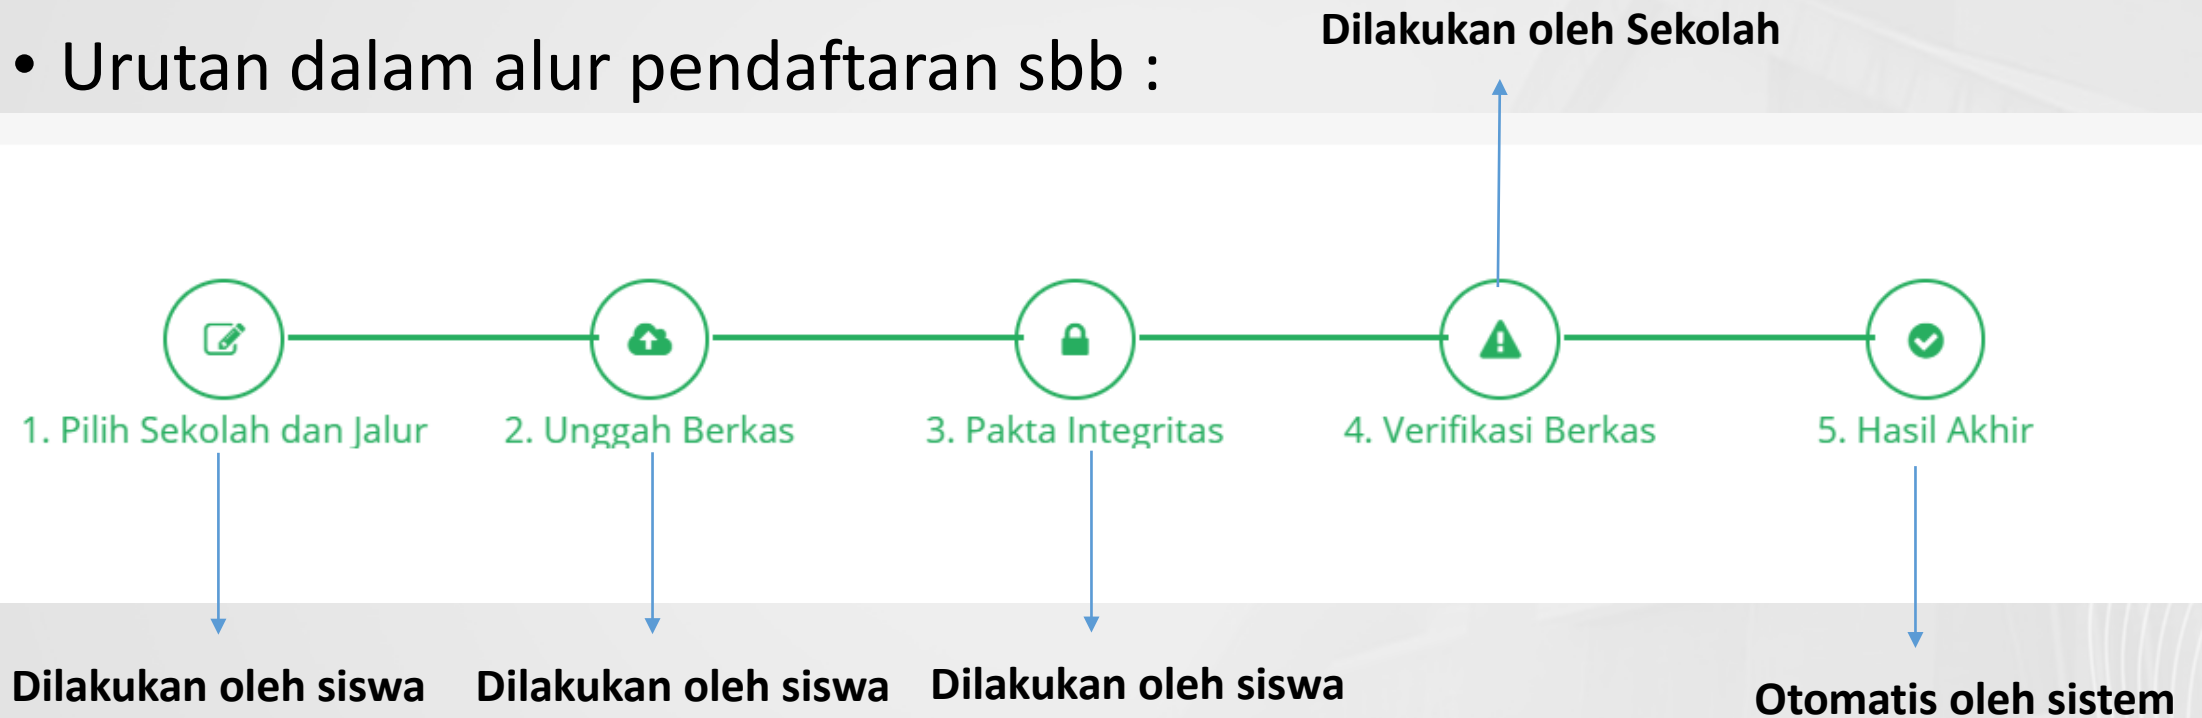 Dilakukan oleh Sekolah
• Urutan dalam alur pendaftaran sbb :
1. Pilih Sekolah dan Jalur
2. Unggah Berkas
3. Pakta Integritas
4. Verifikasi Berkas
5. Hasil Akhir
Dilakukan oleh siswa
Dilakukan oleh siswa
Dilakukan oleh siswa
Otomatis oleh sistem